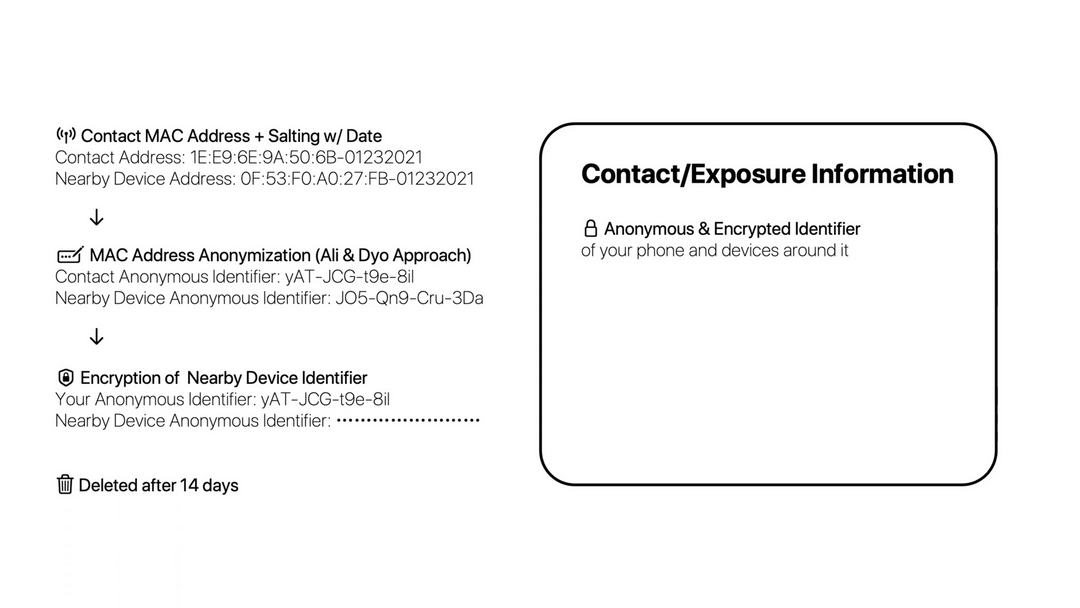 Contact MAC Address + Salting w/ Date
Contact Address: 1E:E9:6E:9A:50:6B-01232021
Nearby Device Address: 0F:53:F0:A0:27:FB-01232021
MAC Address Anonymization (Ali & Dyo Approach)
Contact Anonymous Identifier: yAT-JCG-t9e-8il
Nearby Device Anonymous Identifier: JO5-Qn9-Cru-3Da
Encryption of Nearby Device Identifier
Your Anonymous Identifier: yAT-JCG-t9e-8il
Nearby Device Anonymous Identifier: ························
Deleted after 14 days
Contact/Exposure Information
Anonymous & Encrypted Identifier
of your phone and devices around it